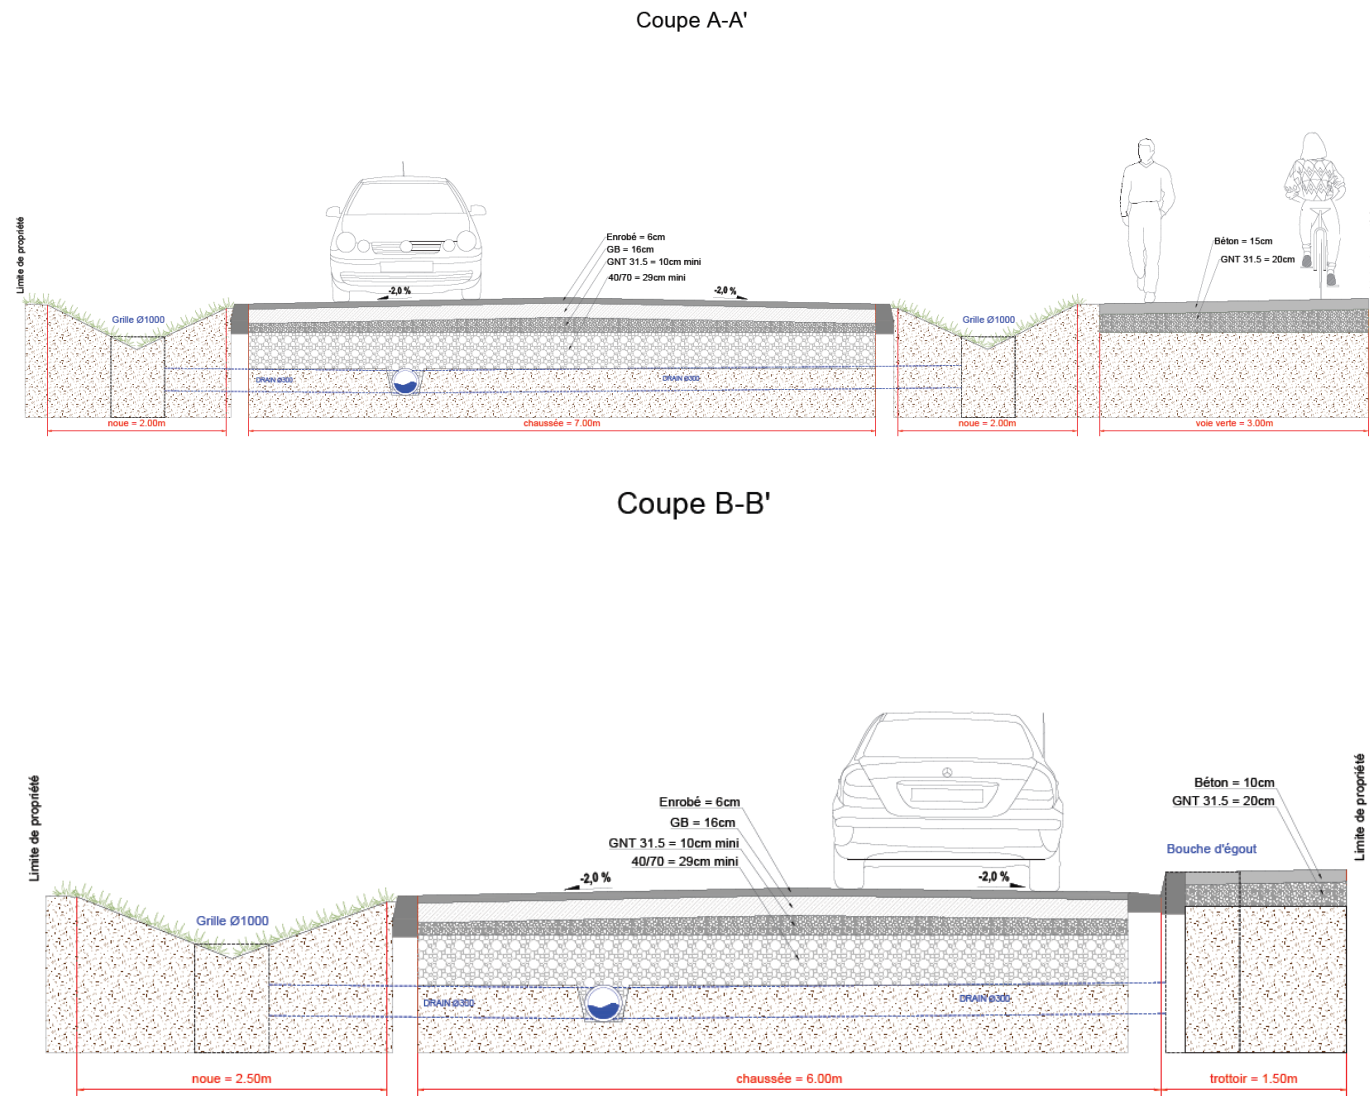 Coupe A-A'
Limite de propriété
Enrobé = 6cm
GB = 16cm
GNT 31.5 = 10cm mini
40/70 = 29cm mini
Béton = 15cm
GNT 31.5 = 20cm
-2,0 %
-2,0 %
Grille Ø1000
Grille Ø1000
DRAIN Ø300
DRAIN Ø300
noue = 2.00m
chaussée = 7.00m
noue = 2.00m
voie verte = 3.00m
Coupe B-B'
Limite de propriété
Limite de propriété
Enrobé = 6cm
GB = 16cm
GNT 31.5 = 10cm mini
40/70 = 29cm mini
Béton = 10cm
GNT 31.5 = 20cm
Bouche d'égout
-2,0 %
-2,0 %
Grille Ø1000
DRAIN Ø300
DRAIN Ø300
noue = 2.50m
chaussée = 6.00m
trottoir = 1.50m